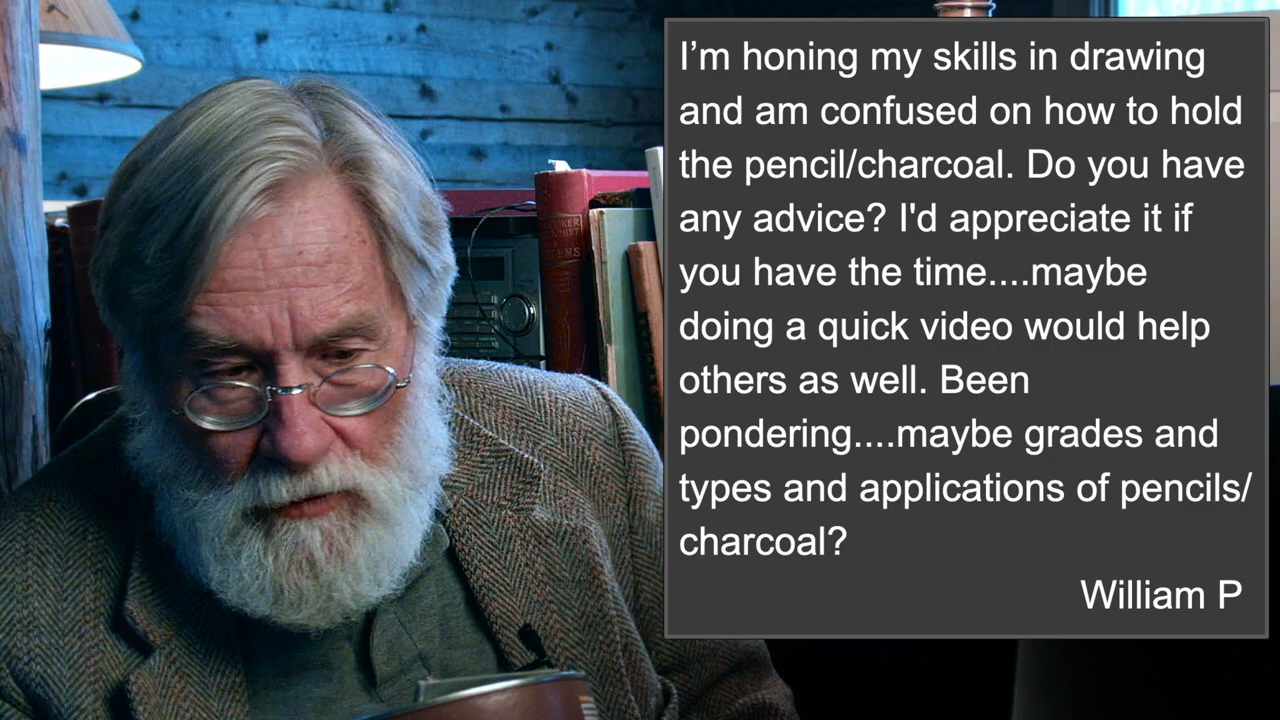 I’m honing my skills in drawing
and am confused on how to hold
the pencil/charcoal. Do you have
any advice? I'd appreciate it if
you have the time....maybe
doing a quick video would help
others as well. Been
pondering....maybe grades and
types and applications of pencils/
charcoal?
William P